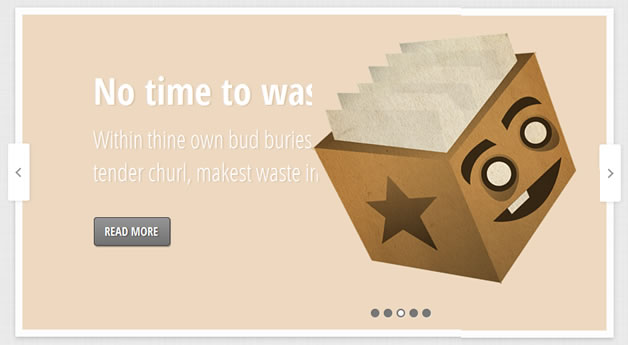 No time to was
Within thine own bud buries
tender churl, makest waste in
READ MORE